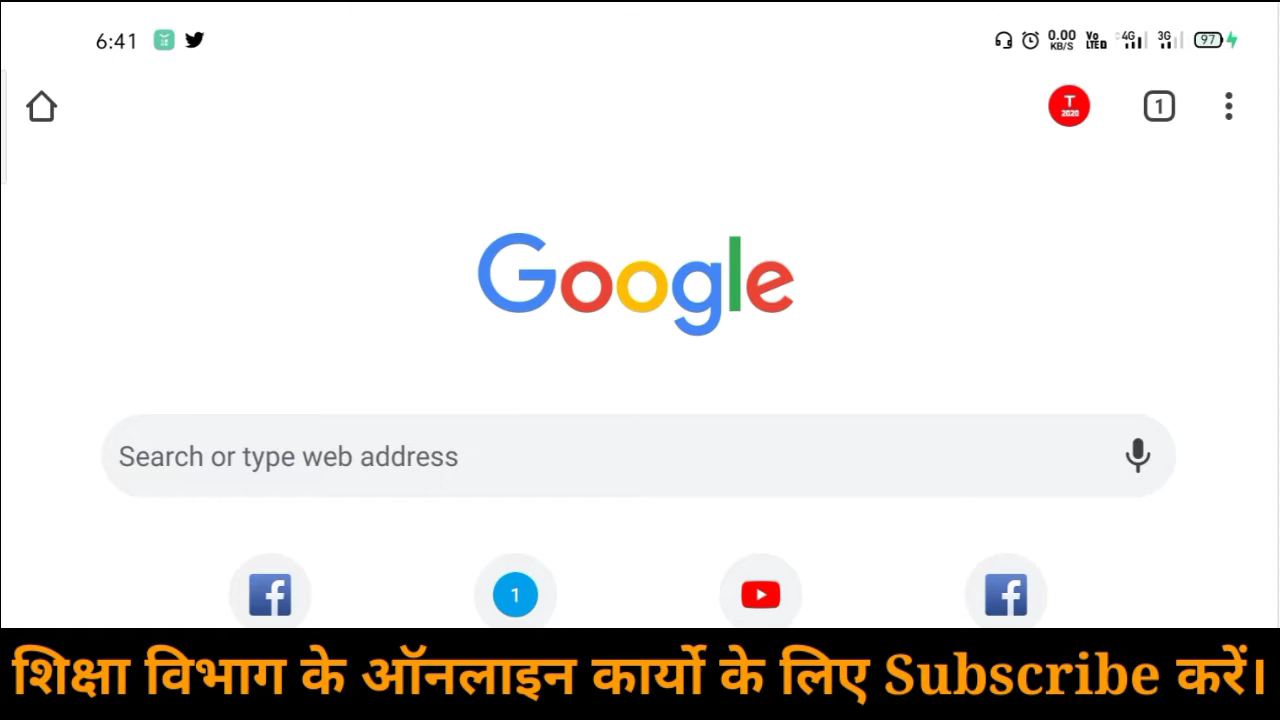 6:41 0.00 KB/S Vo LTE 4G 3G 97
T 2020 1
Google
Search or type web address
1
शिक्षा विभाग के ऑनलाइन कार्यो के लिए Subscribe करें।